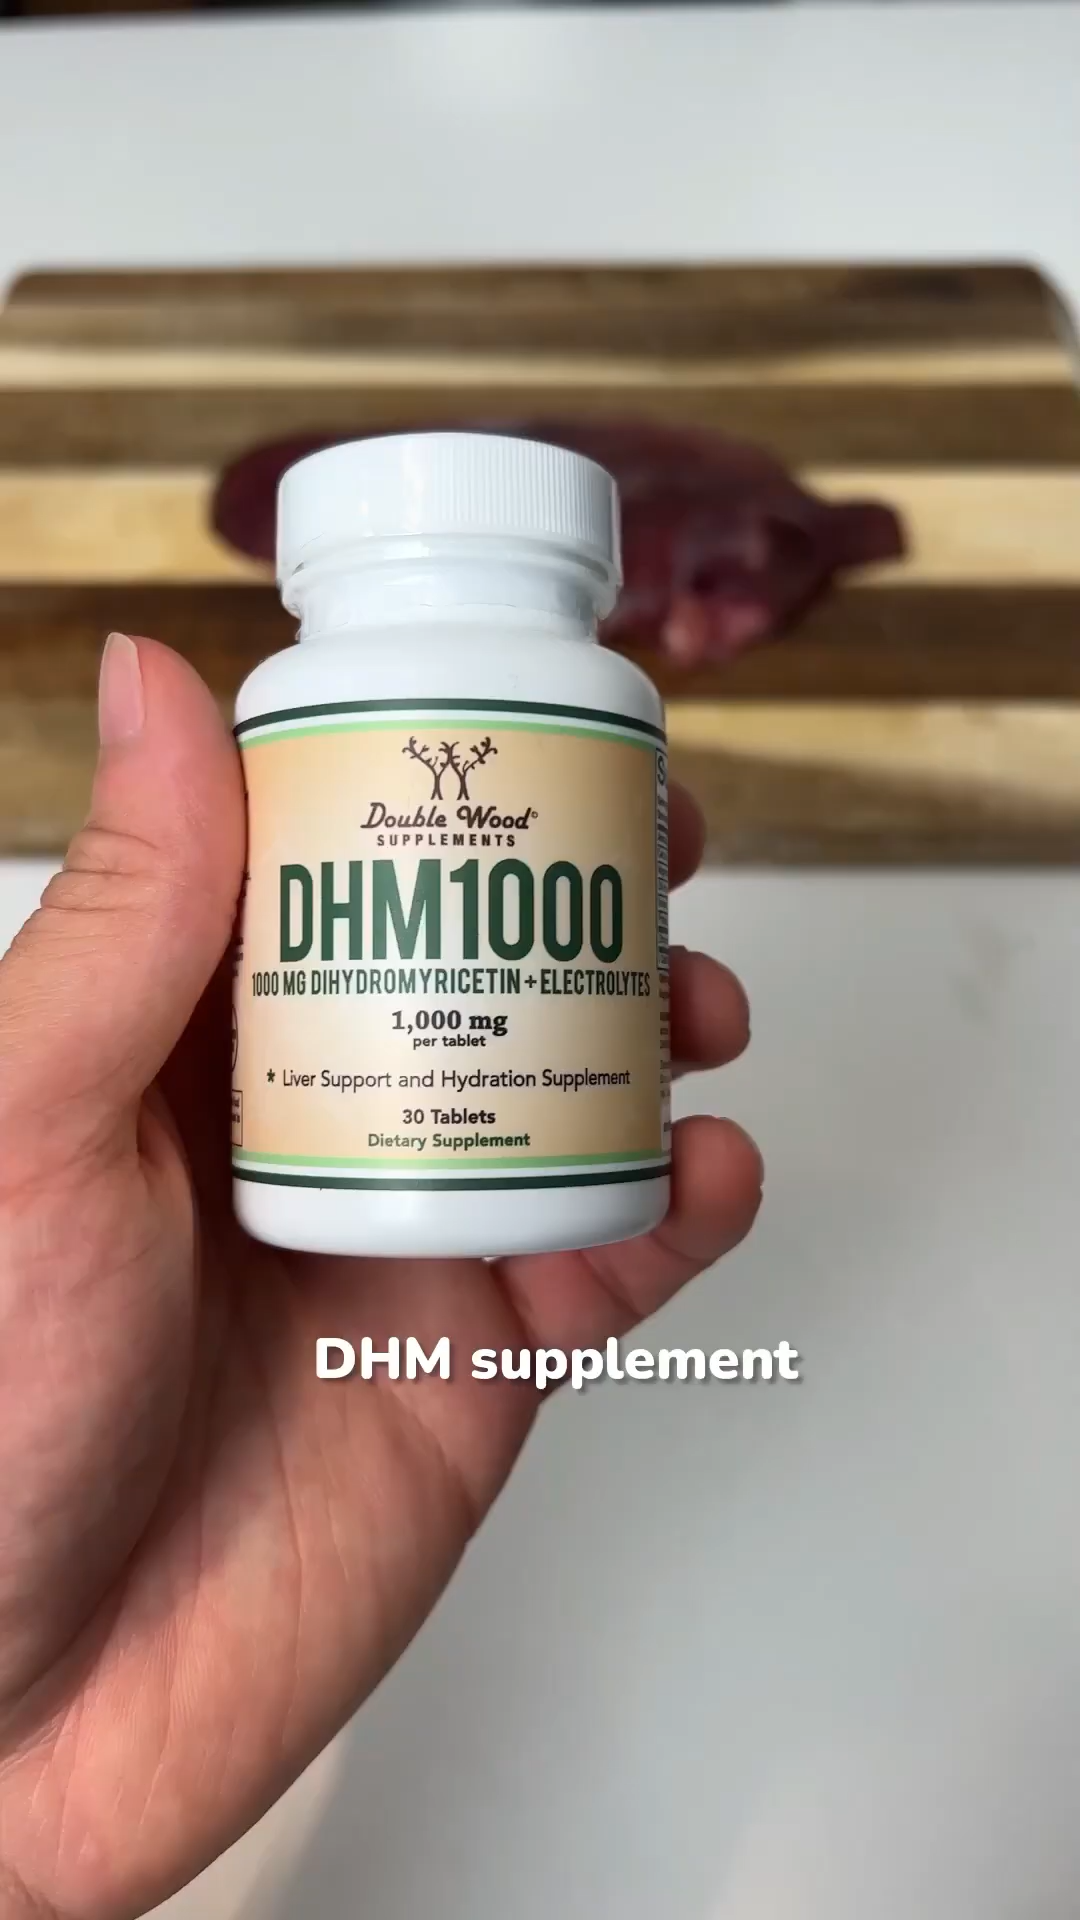 Double Wood©
SUPPLEMENTS
DHM1000
1000 MG DIHYDROMYRICETIN + ELECTROLYTES
1,000 mg
per tablet
* Liver Support and Hydration Supplement
30 Tablets
Dietary Supplement
DHM supplement